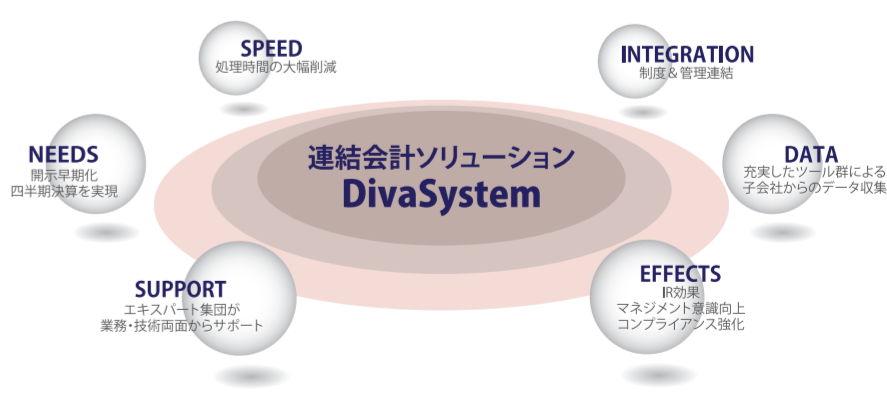 SPEED
処理時間の大幅削減
INTEGRATION
制度＆管理連結
NEEDS
開示早期化
四半期決算を実現
連結会計ソリューション
DivaSystem
DATA
充実したツール群による
子会社からのデータ収集
SUPPORT
エキスパート集団が
業務・技術両面からサポート
EFFECTS
IR効果
マネジメント意識向上
コンプライアンス強化